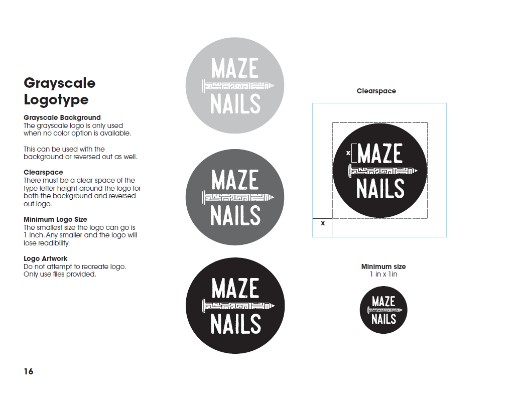 Grayscale
Logotype
Grayscale Background
The grayscale logo is only used
when no color option is available.
This can be used with the
background or reversed out as well.
Clearspace
There must be a clear space of the
type letter height around the logo for
both the background and reversed
out logo.
Minimum Logo Size
The smallest size the logo can go is
1 inch. Any smaller and the logo will
lose readibility.
Logo Artwork
Do not attempt to recreate logo.
Only use files provided.
16
MAZE
NAILS
MAZE
NAILS
MAZE
NAILS
Clearspace
x
MAZE
NAILS
x
Minimum size
1 in x 1in
MAZE
NAILS